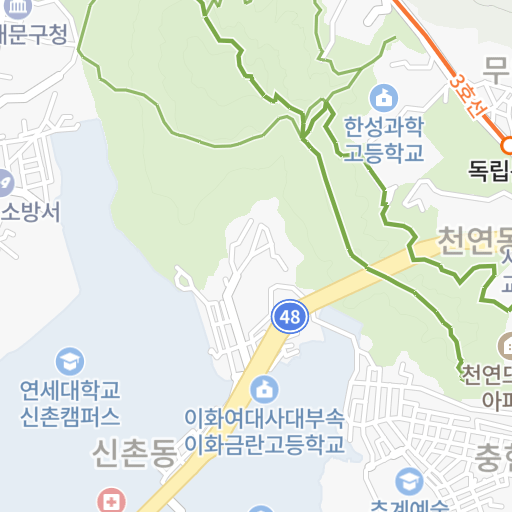 대문구청
3호선
무
한성과학
고등학교
독립
소방서
천연동
48
연세대학교
신촌캠퍼스
이화여대사대부속
이화금란고등학교
신촌동
천연
아파
충현
추계예술